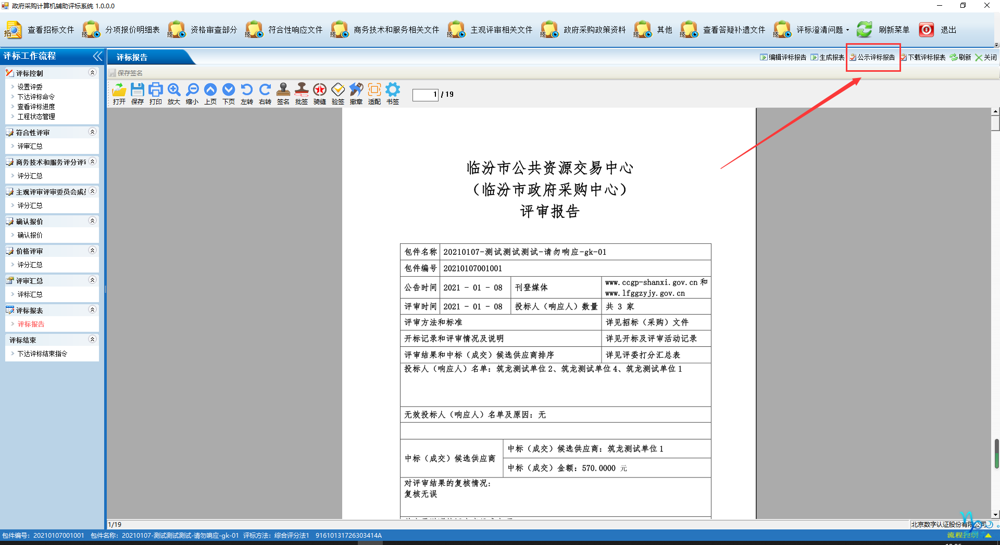 政府采购计算机辅助评标系统 1.0.0.0
查看招标文件 分项报价明细表 资格审查部分 符合性响应文件 商务技术和服务相关文件 主观评审相关文件 政府采购政策资料 其他 查看答疑补遗文件 评标澄清问题 刷新菜单 退出
评标工作流程
评标报告
编辑评标报告 生成报表 公示评标报告 下载评标报表 刷新 关闭
保存签名
打开 保存 打印 放大 缩小 上页 下页 左转 右转 签名 批签 骑缝 验签 撤章 适配 书签
1 / 19
评标控制
设置评委
下达评标命令
查看评标进度
工程状态管理
符合性评审
评审汇总
商务技术和服务评分评
评分汇总
主观评审评审委员会成
评分汇总
确认报价
确认报价
价格评审
评分汇总
评审汇总
评标汇总
评标报表
评标报告
评标结束
下达评标结束指令
临汾市公共资源交易中心
（临汾市政府采购中心）
评审报告
包件名称 20210107-测试测试测试-请勿响应-gk-01
包件编号 20210107001001
公告时间 2021 - 01 - 08 刊登媒体 www.ccgp-shanxi.gov.cn 和
www.lfggzyjy.gov.cn
评审时间 2021 - 01 - 08 投标人（响应人）数量 共 3 家
评审方法和标准 详见招标（采购）文件
开标记录和评审情况及说明 详见开标及评审活动记录
评审结果和中标（成交）候选供应商排序 详见评委打分汇总表
投标人（响应人）名单：筑龙测试单位2、筑龙测试单位4、筑龙测试单位1
无效投标人（响应人）名单及原因：无
中标（成交）候选供应商 中标（成交）候选供应商：筑龙测试单位1
中标（成交）金额：570.0000 元
对评审结果的复核情况：
复核无误
1/19
北京数字认证股份有限公司
包件编号：20210107001001 包件名称：20210107-测试测试测试-请勿响应-gk-01 评标方法：综合评分法1 91610131726303414A